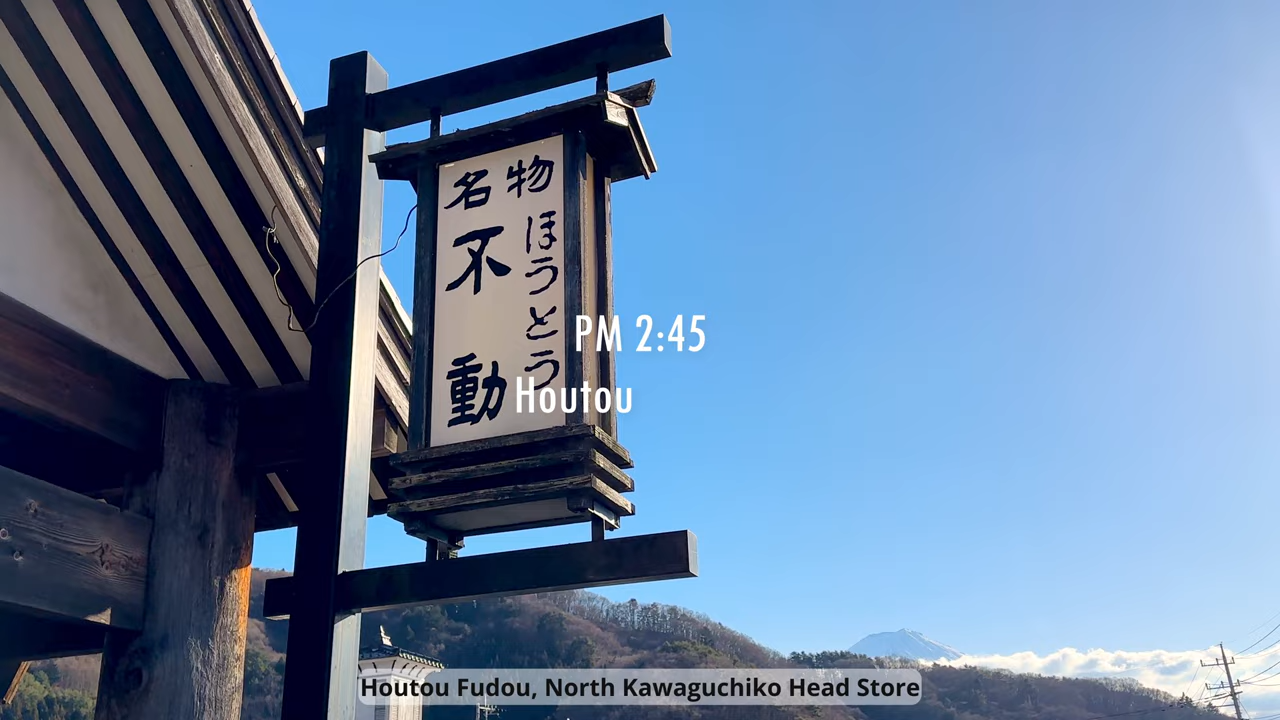 名物
ほうとう
不動
PM 2:45
Houtou
Houtou Fudou, North Kawaguchiko Head Store